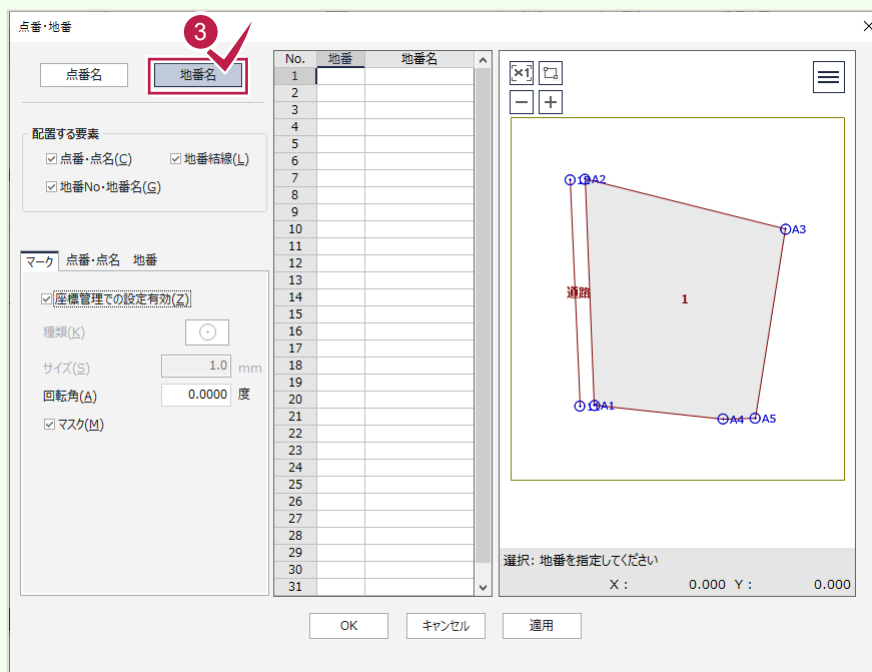 点番・地番
3
点番名
地番名
配置する要素
点番・点名(C)
地番結線(L)
地番No・地番名(G)
マーク 点番・点名 地番
座標管理での設定有効(Z)
種類(K)
サイズ(S) 1.0 mm
回転角(A) 0.0000 度
マスク(M)
No. 地番 地番名
1
2
3
4
5
6
7
8
9
10
11
12
13
14
15
16
17
18
19
20
21
22
23
24
25
26
27
28
29
30
31
×1
A2
A3
道路
1
A1
A4
A5
選択: 地番を指定してください
X : 0.000 Y : 0.000
OK
キャンセル
適用